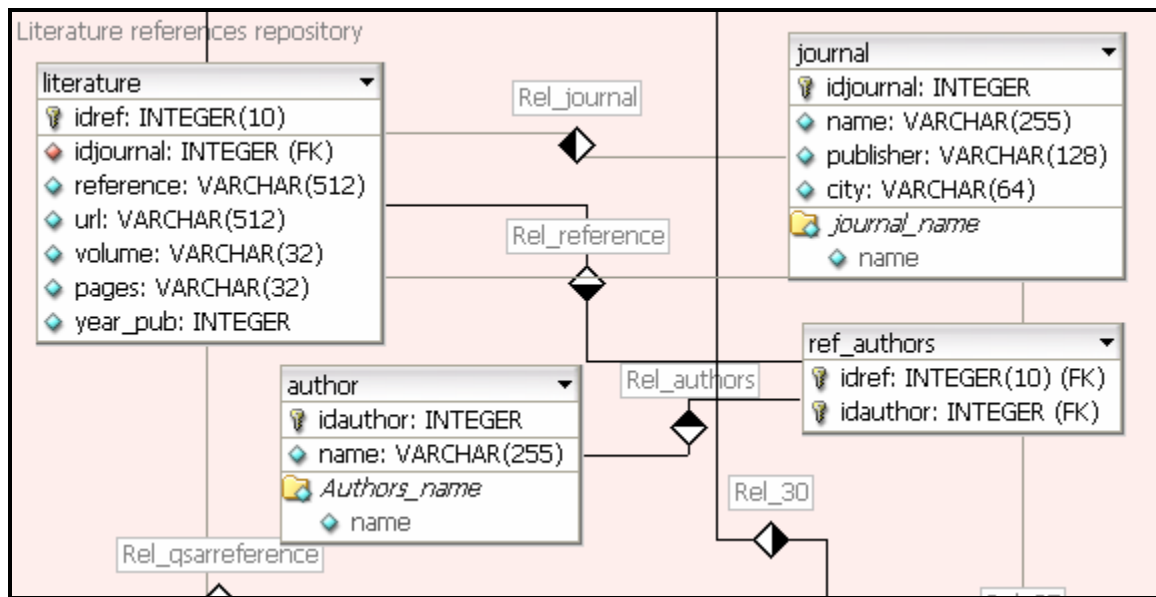 Literature references repository
literature
idref: INTEGER(10)
idjournal: INTEGER (FK)
reference: VARCHAR(512)
url: VARCHAR(512)
volume: VARCHAR(32)
pages: VARCHAR(32)
year_pub: INTEGER
Rel_journal
journal
idjournal: INTEGER
name: VARCHAR(255)
publisher: VARCHAR(128)
city: VARCHAR(64)
journal_name
name
Rel_reference
ref_authors
idref: INTEGER(10) (FK)
idauthor: INTEGER (FK)
Rel_authors
author
idauthor: INTEGER
name: VARCHAR(255)
Authors_name
name
Rel_30
Rel_qsarreference